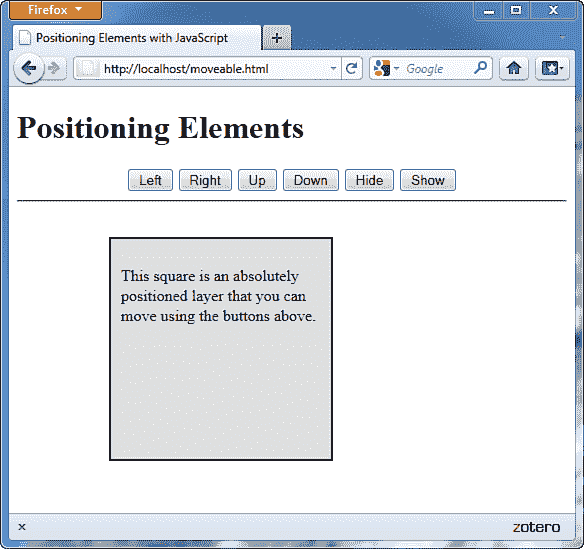 Firefox
Positioning Elements with JavaScript
http://localhost/moveable.html
Google
Positioning Elements
Left Right Up Down Hide Show
This square is an absolutely
positioned layer that you can
move using the buttons above.
x
zotero